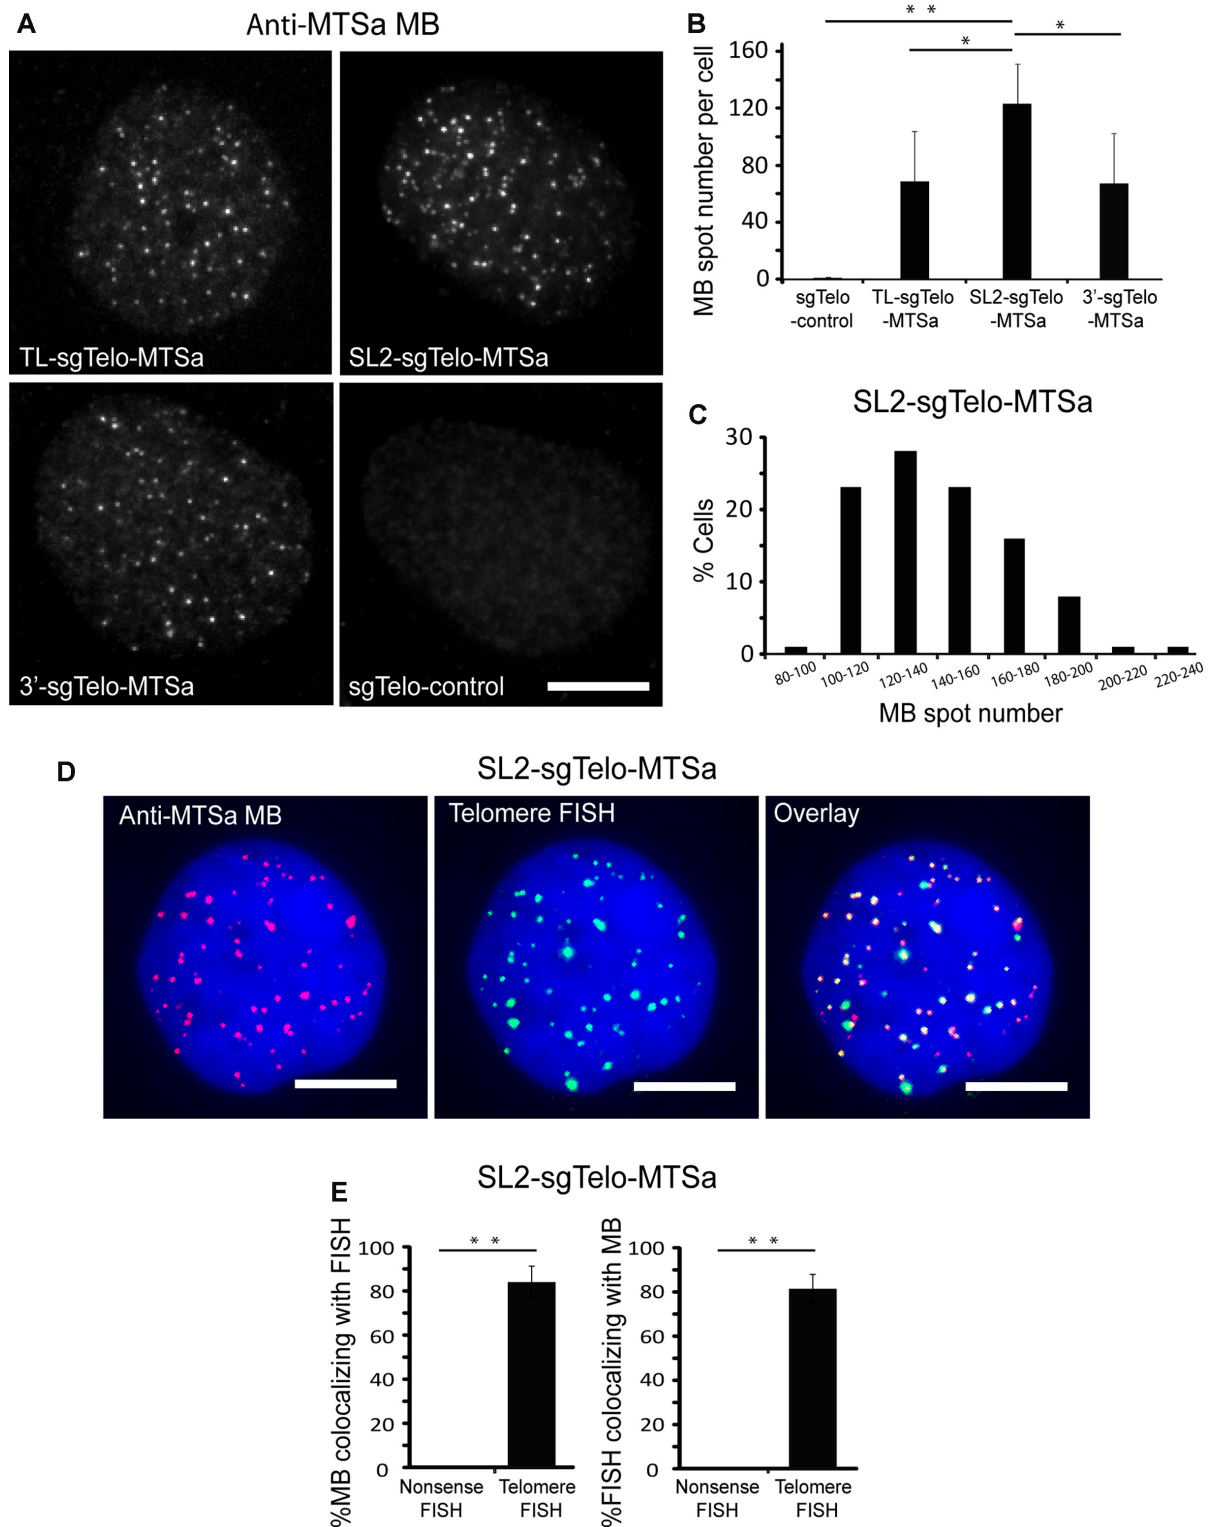 A
Anti-MTSa MB
TL-sgTelo-MTSa
SL2-sgTelo-MTSa
3'-sgTelo-MTSa
sgTelo-control
B
* *
*
*
MB spot number per cell
160
120
80
40
0
sgTelo
-control
TL-sgTelo
-MTSa
SL2-sgTelo
-MTSa
3'-sgTelo
-MTSa
C
SL2-sgTelo-MTSa
% Cells
30
20
10
0
80-100
100-120
120-140
140-160
160-180
180-200
200-220
220-240
MB spot number
D
SL2-sgTelo-MTSa
Anti-MTSa MB
Telomere FISH
Overlay
E
SL2-sgTelo-MTSa
%MB colocalizing with FISH
* *
100
80
60
40
20
0
Nonsense
FISH
Telomere
FISH
%FISH colocalizing with MB
* *
100
80
60
40
20
0
Nonsense
FISH
Telomere
FISH